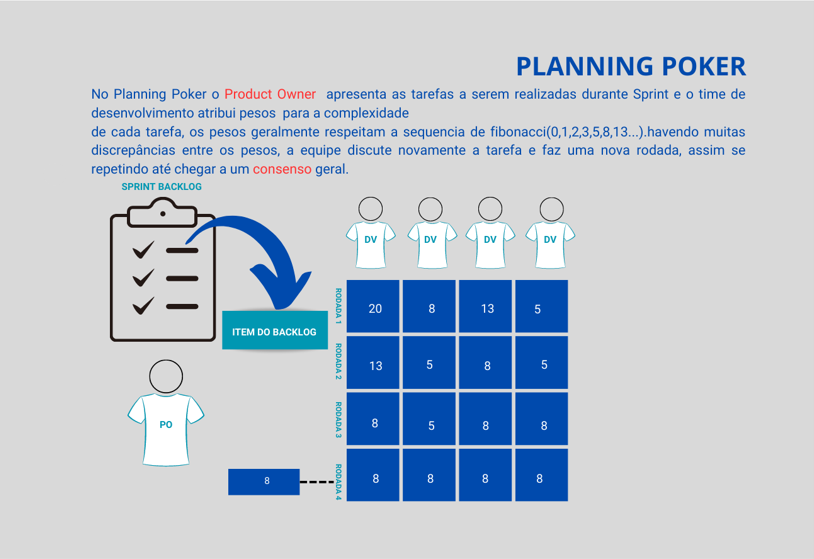 PLANNING POKER
No Planning Poker o Product Owner apresenta as tarefas a serem realizadas durante Sprint e o time de
desenvolvimento atribui pesos para a complexidade
de cada tarefa, os pesos geralmente respeitam a sequencia de fibonacci(0,1,2,3,5,8,13...).havendo muitas
discrepâncias entre os pesos, a equipe discute novamente a tarefa e faz uma nova rodada, assim se
repetindo até chegar a um consenso geral.
SPRINT BACKLOG
DV DV DV DV
ITEM DO BACKLOG
RODADA 1 20 8 13 5
RODADA 2 13 5 8 5
PO
RODADA 3 8 5 8 8
8
RODADA 4 8 8 8 8